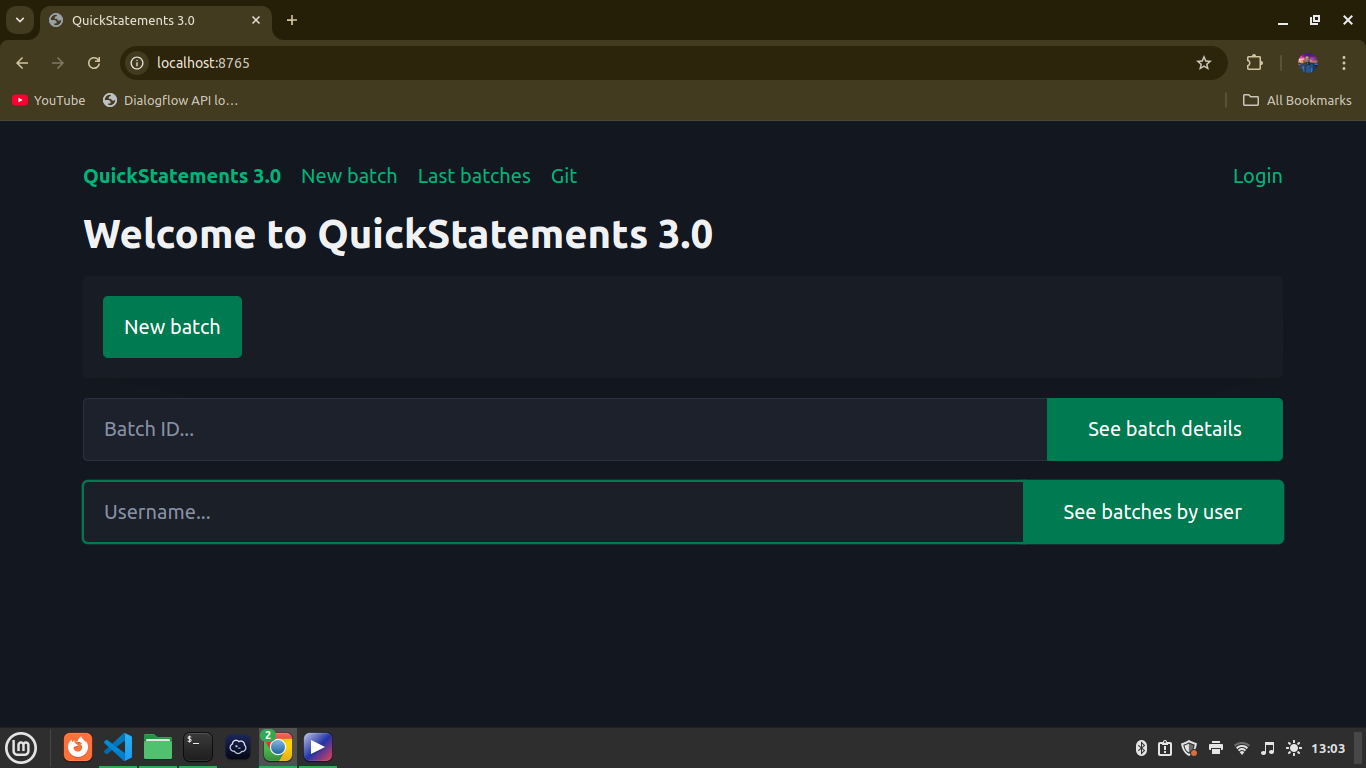 QuickStatements 3.0
localhost:8765
YouTube Dialogflow API lo... All Bookmarks
QuickStatements 3.0 New batch Last batches Git Login
Welcome to QuickStatements 3.0
New batch
Batch ID... See batch details
Username... See batches by user
2
$_
13:03